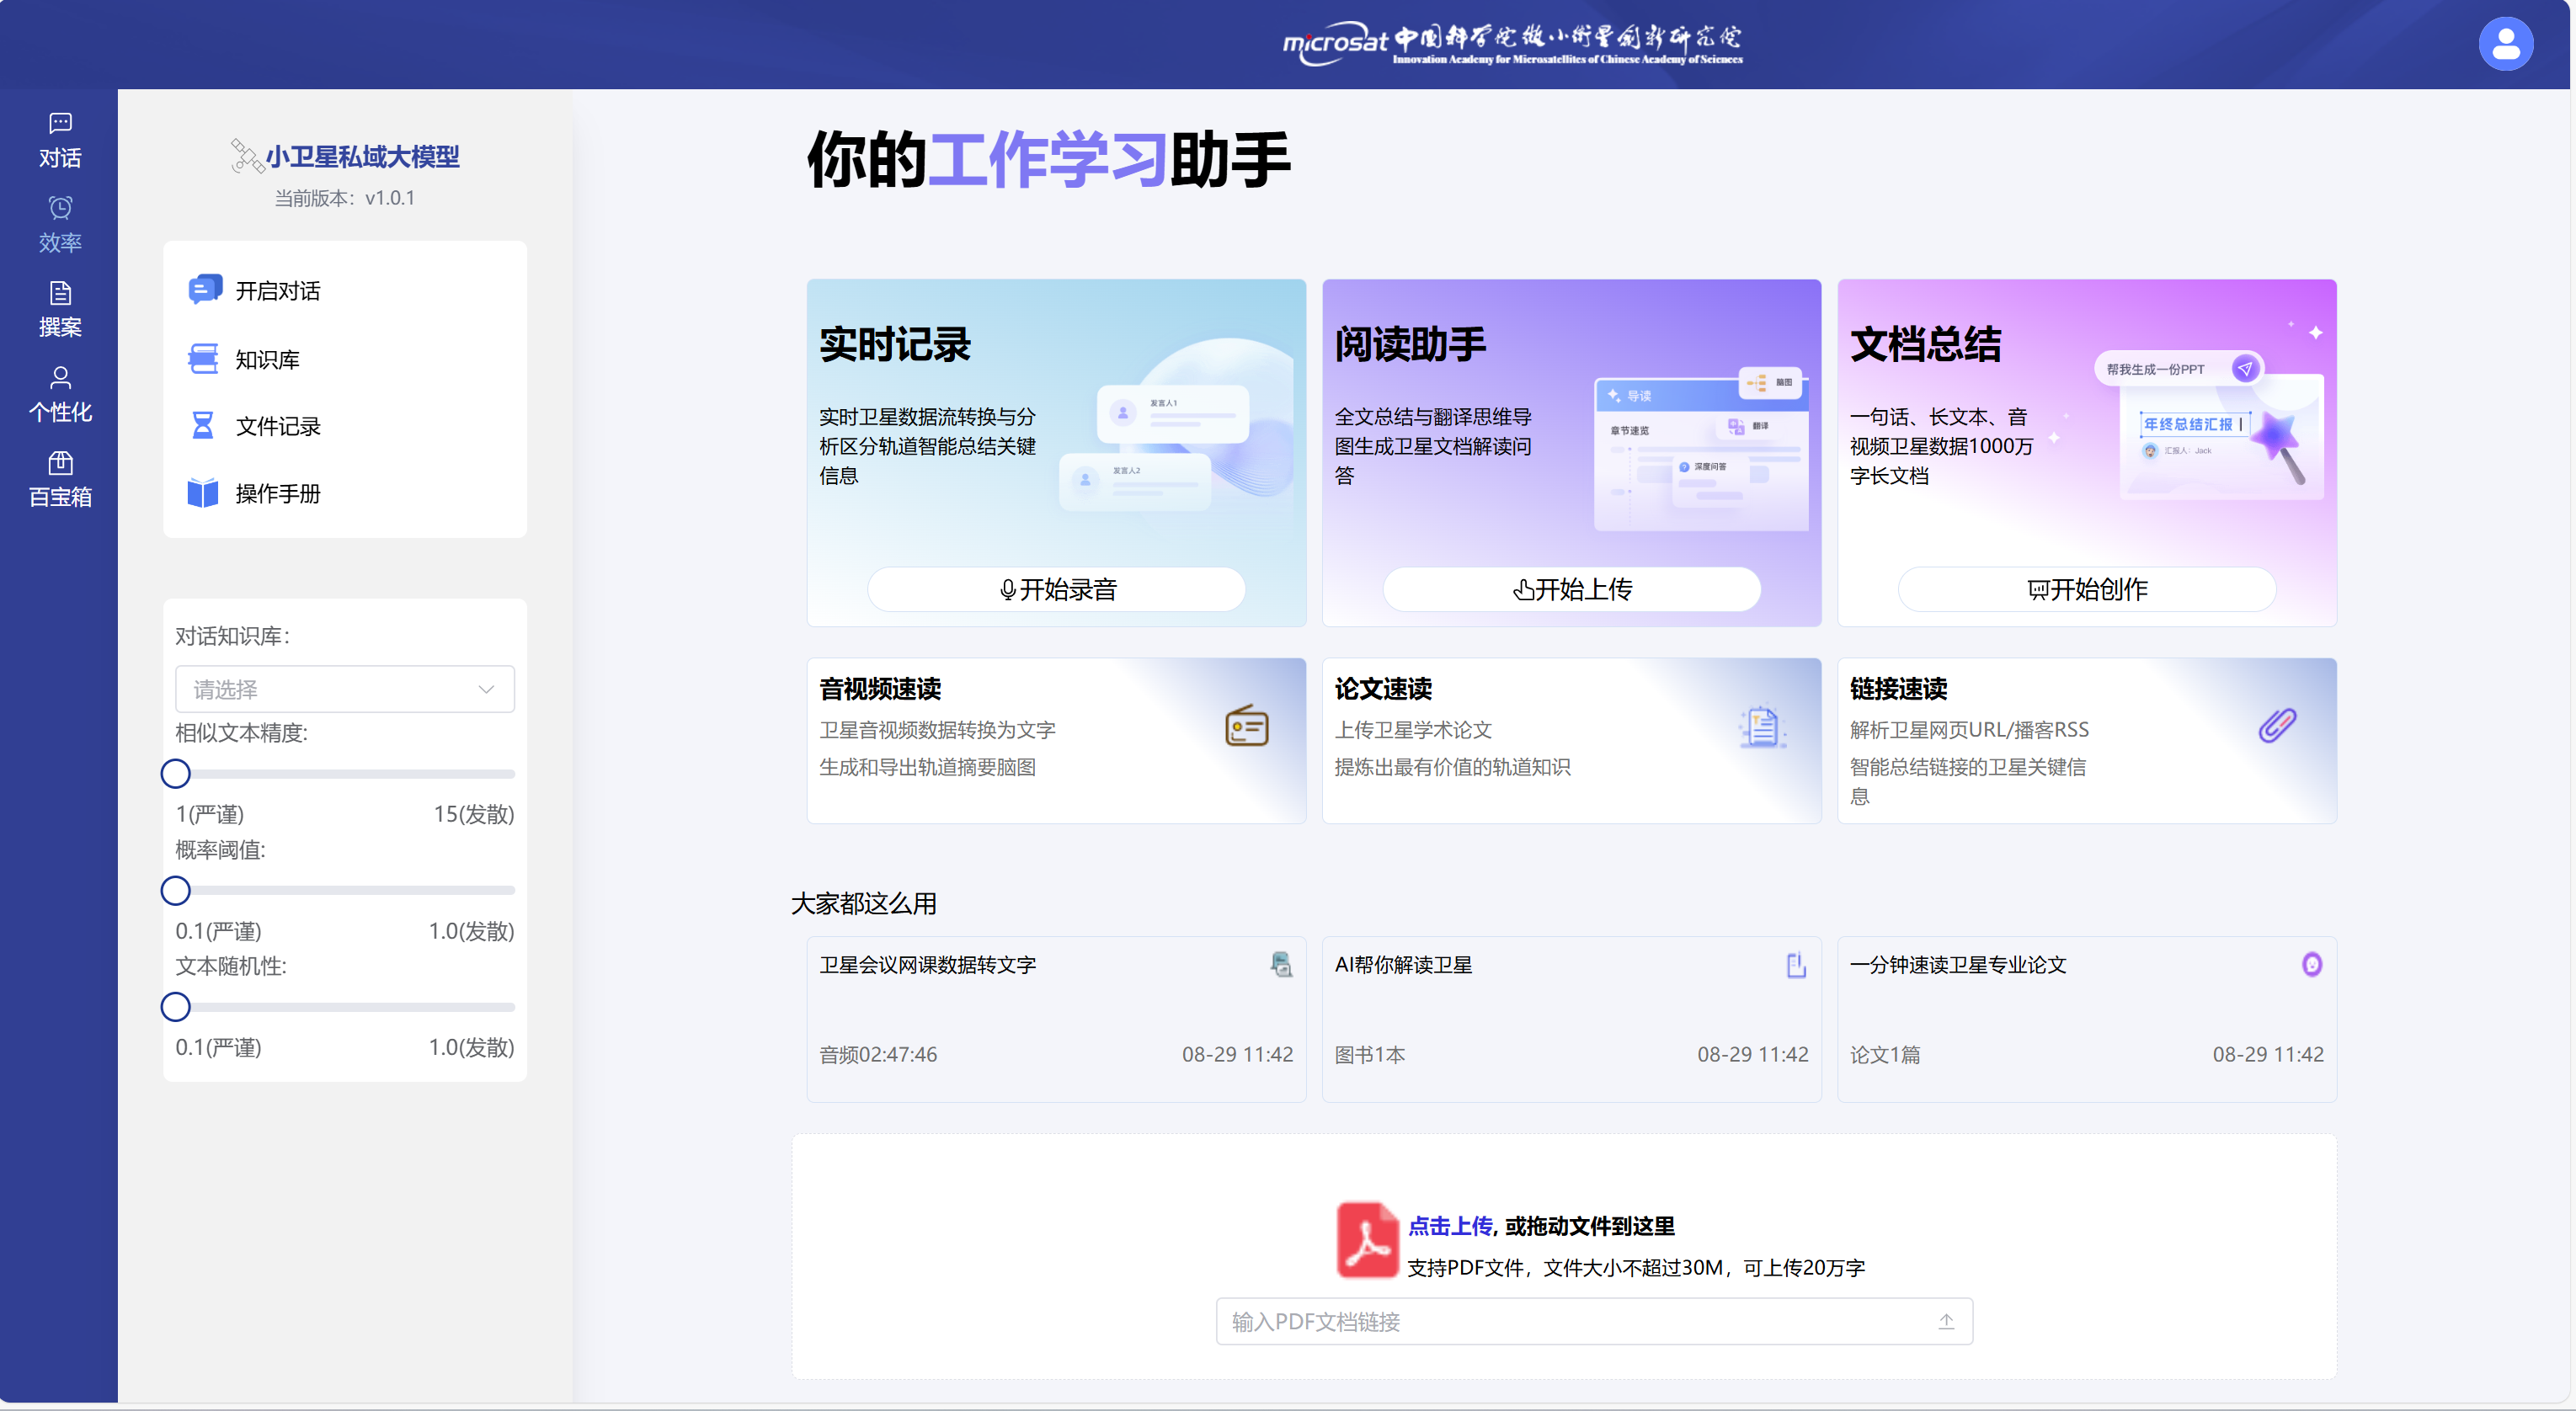 microsat 中国科学院微小卫星创新研究院
Innovation Academy for Microsatellites of Chinese Academy of Sciences
对话
效率
撰案
个性化
百宝箱
小卫星私域大模型
当前版本：v1.0.1
开启对话
知识库
文件记录
操作手册
对话知识库：
请选择
相似文本精度:
1(严谨) 15(发散)
概率阈值:
0.1(严谨) 1.0(发散)
文本随机性:
0.1(严谨) 1.0(发散)
你的工作学习助手
实时记录
实时卫星数据流转换与分
析区分轨道智能总结关键
信息
发言人1
发言人2
开始录音
阅读助手
全文总结与翻译思维导
图生成卫星文档解读问
答
导读
脑图
章节速览
翻译
深度问答
开始上传
文档总结
一句话、长文本、音
视频卫星数据1000万
字长文档
帮我生成一份PPT
年终总结汇报
汇报人：Jack
开始创作
音视频速读
卫星音视频数据转换为文字
生成和导出轨道摘要脑图
论文速读
上传卫星学术论文
提炼出最有价值的轨道知识
链接速读
解析卫星网页URL/播客RSS
智能总结链接的卫星关键信
息
大家都这么用
卫星会议网课数据转文字
音频02:47:46 08-29 11:42
AI帮你解读卫星
图书1本 08-29 11:42
一分钟速读卫星专业论文
论文1篇 08-29 11:42
点击上传, 或拖动文件到这里
支持PDF文件，文件大小不超过30M，可上传20万字
输入PDF文档链接